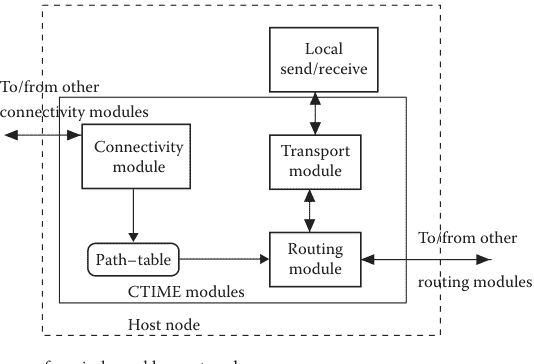 Local
send/receive
To/from other
connectivity modules
Connectivity
module
Transport
module
Path–table
Routing
module
To/from other
routing modules
CTIME modules
Host node